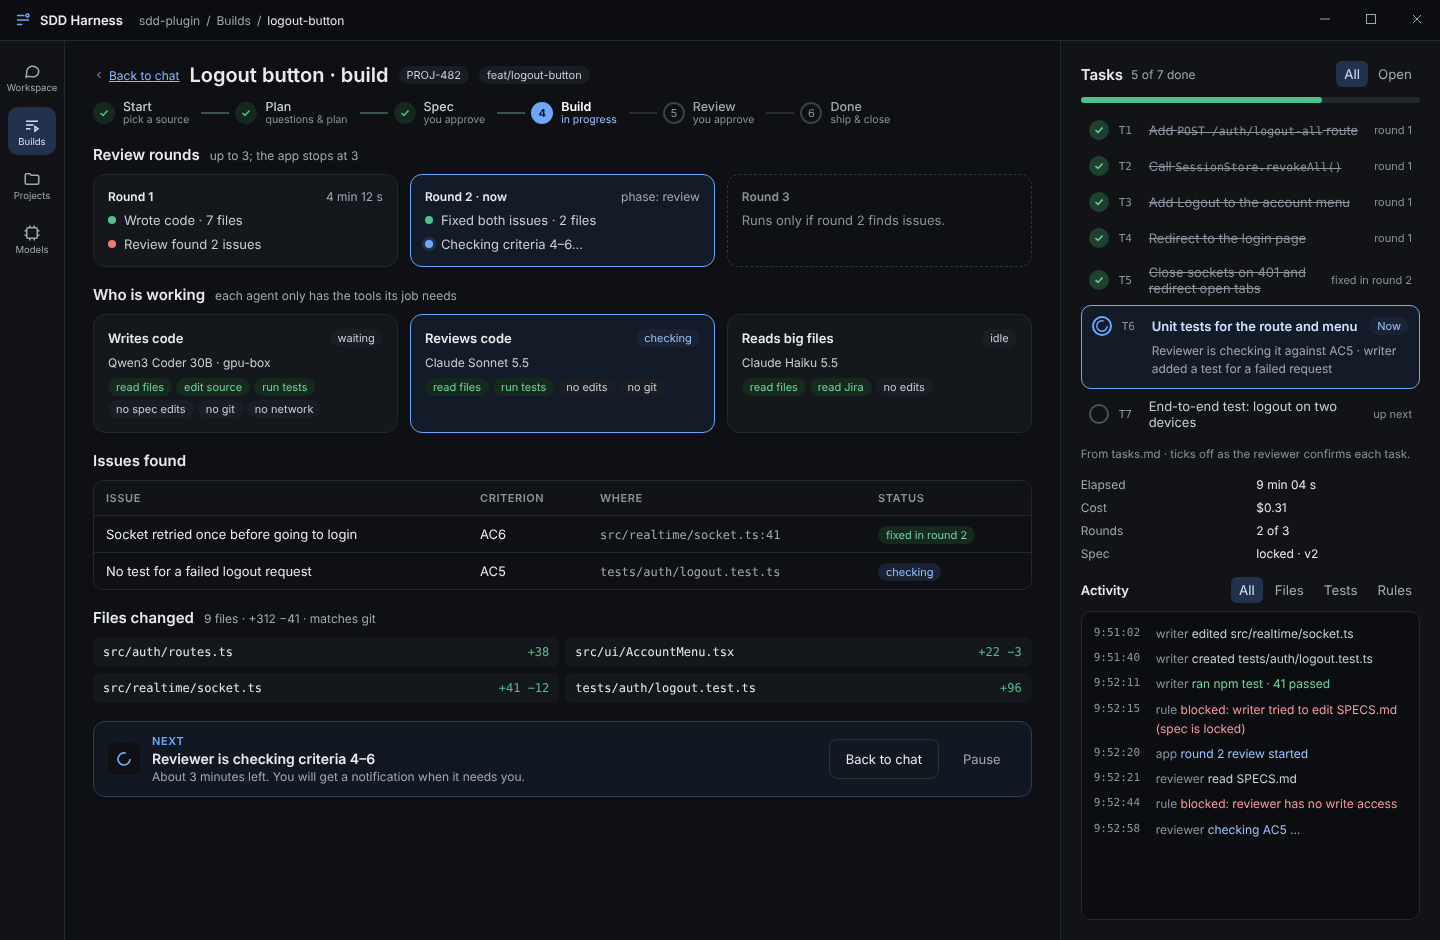 SDD Harness sdd-plugin / Builds / logout-button
Workspace
Builds
Projects
Models
Back to chat Logout button · build PROJ-482 feat/logout-button
Start
pick a source
Plan
questions & plan
Spec
you approve
4 Build
in progress
5 Review
you approve
6 Done
ship & close
Review rounds up to 3; the app stops at 3
Round 1 4 min 12 s
Wrote code · 7 files
Review found 2 issues
Round 2 · now phase: review
Fixed both issues · 2 files
Checking criteria 4–6...
Round 3
Runs only if round 2 finds issues.
Who is working each agent only has the tools its job needs
Writes code waiting
Qwen3 Coder 30B · gpu-box
read files edit source run tests
no spec edits no git no network
Reviews code checking
Claude Sonnet 5.5
read files run tests no edits no git
Reads big files idle
Claude Haiku 5.5
read files read Jira no edits
Issues found
ISSUE CRITERION WHERE STATUS
Socket retried once before going to login AC6 src/realtime/socket.ts:41 fixed in round 2
No test for a failed logout request AC5 tests/auth/logout.test.ts checking
Files changed 9 files · +312 −41 · matches git
src/auth/routes.ts +38
src/ui/AccountMenu.tsx +22 −3
src/realtime/socket.ts +41 −12
tests/auth/logout.test.ts +96
NEXT
Reviewer is checking criteria 4–6
About 3 minutes left. You will get a notification when it needs you.
Back to chat Pause
Tasks 5 of 7 done All Open
T1 Add POST /auth/logout-all route round 1
T2 Call SessionStore.revokeAll() round 1
T3 Add Logout to the account menu round 1
T4 Redirect to the login page round 1
T5 Close sockets on 401 and
redirect open tabs fixed in round 2
T6 Unit tests for the route and menu Now
Reviewer is checking it against AC5 · writer
added a test for a failed request
T7 End-to-end test: logout on two
devices up next
From tasks.md · ticks off as the reviewer confirms each task.
Elapsed 9 min 04 s
Cost $0.31
Rounds 2 of 3
Spec locked · v2
Activity All Files Tests Rules
9:51:02 writer edited src/realtime/socket.ts
9:51:40 writer created tests/auth/logout.test.ts
9:52:11 writer ran npm test · 41 passed
9:52:15 rule blocked: writer tried to edit SPECS.md
(spec is locked)
9:52:20 app round 2 review started
9:52:21 reviewer read SPECS.md
9:52:44 rule blocked: reviewer has no write access
9:52:58 reviewer checking AC5 ...